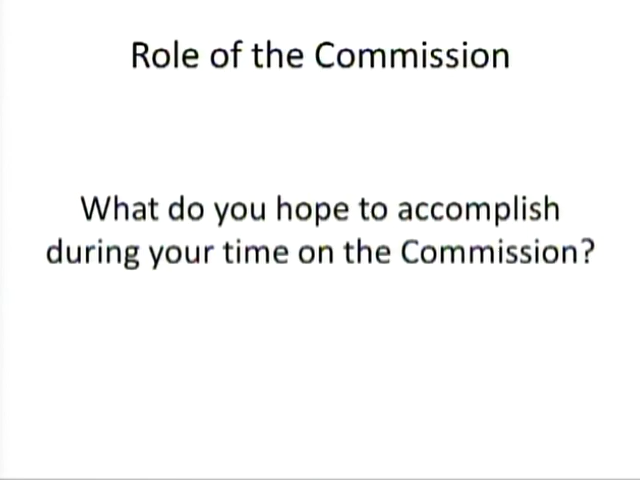 Role of the Commission
What do you hope to accomplish
during your time on the Commission?